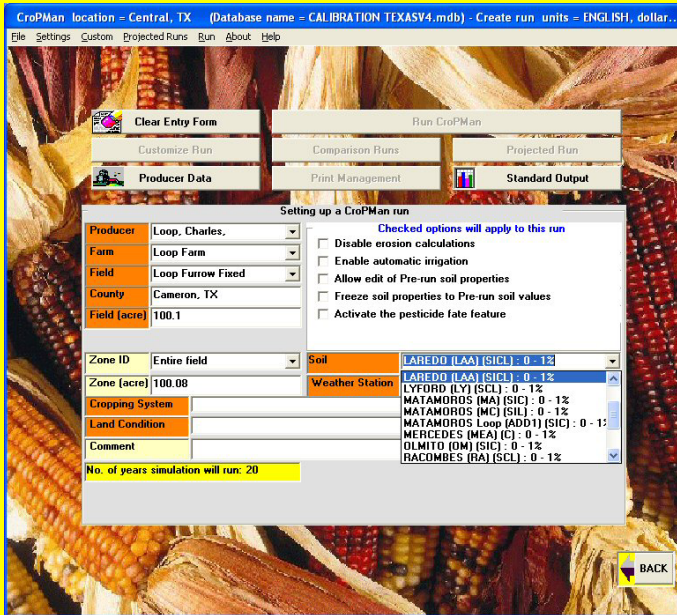 CroPMan location = Central, TX (Database name = CALIBRATION TEXASV4.mdb) - Create run units = ENGLISH, dollar...
File Settings Custom Projected Runs Run About Help
Clear Entry Form Run CroPMan
Customize Run Comparison Runs Projected Run
Producer Data Print Management Standard Output
Setting up a CroPMan run
Producer Loop, Charles,
Farm Loop Farm
Field Loop Furrow Fixed
County Cameron, TX
Field (acre) 100.1
Checked options will apply to this run
Disable erosion calculations
Enable automatic irrigation
Allow edit of Pre-run soil properties
Freeze soil properties to Pre-run soil values
Activate the pesticide fate feature
Zone ID Entire field Soil LAREDO (LAA) (SICL) : 0 - 1%
Zone (acre) 100.08 Weather Station
Cropping System
Land Condition
Comment
LAREDO (LAA) (SICL) : 0 - 1%
LYFORD (LY) (SCL) : 0 - 1%
MATAMOROS (MA) (SIC) : 0 - 1%
MATAMOROS (MC) (SIL) : 0 - 1%
MATAMOROS Loop (ADD1) (SIC) : 0 - 1%
MERCEDES (MEA) (C) : 0 - 1%
OLMITO (OM) (SIC) : 0 - 1%
RACOMBES (RA) (SCL) : 0 - 1%
No. of years simulation will run: 20
BACK